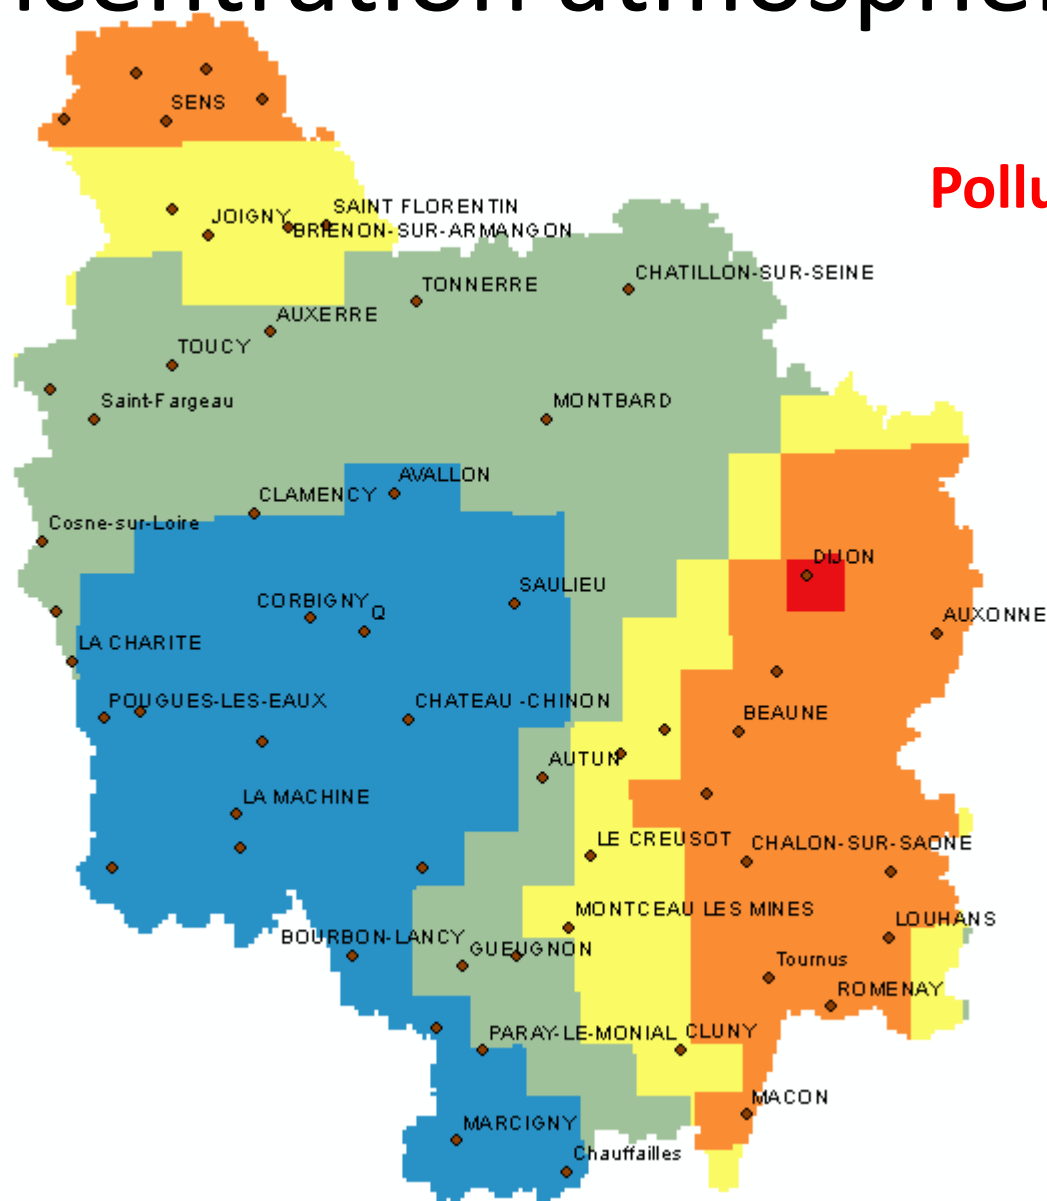 SENS
Pollu
SAINT FLORENTIN
JOIGNY
BRIENON-SUR-ARMANGON
CHATILLON-SUR-SEINE
TONNERRE
AUXERRE
TOUCY
Saint-Fargeau
MONTBARD
AVALLON
CLAMENCY
Cosne-sur-Loire
DIJON
SAULIEU
CORBIGNY
Q
AUXONNE
LA CHARITE
POUGUES-LES-EAUX
CHATEAU -CHINON
BEAUNE
AUTUN
LA MACHINE
LE CREUSOT
CHALON-SUR-SAONE
MONTCEAU LES MINES
LOUHANS
BOURBON-LANCY
GUEUGNON
Tournus
ROMENAY
PARAY-LE-MONIAL
CLUNY
MACON
MARCIGNY
Chauffailles